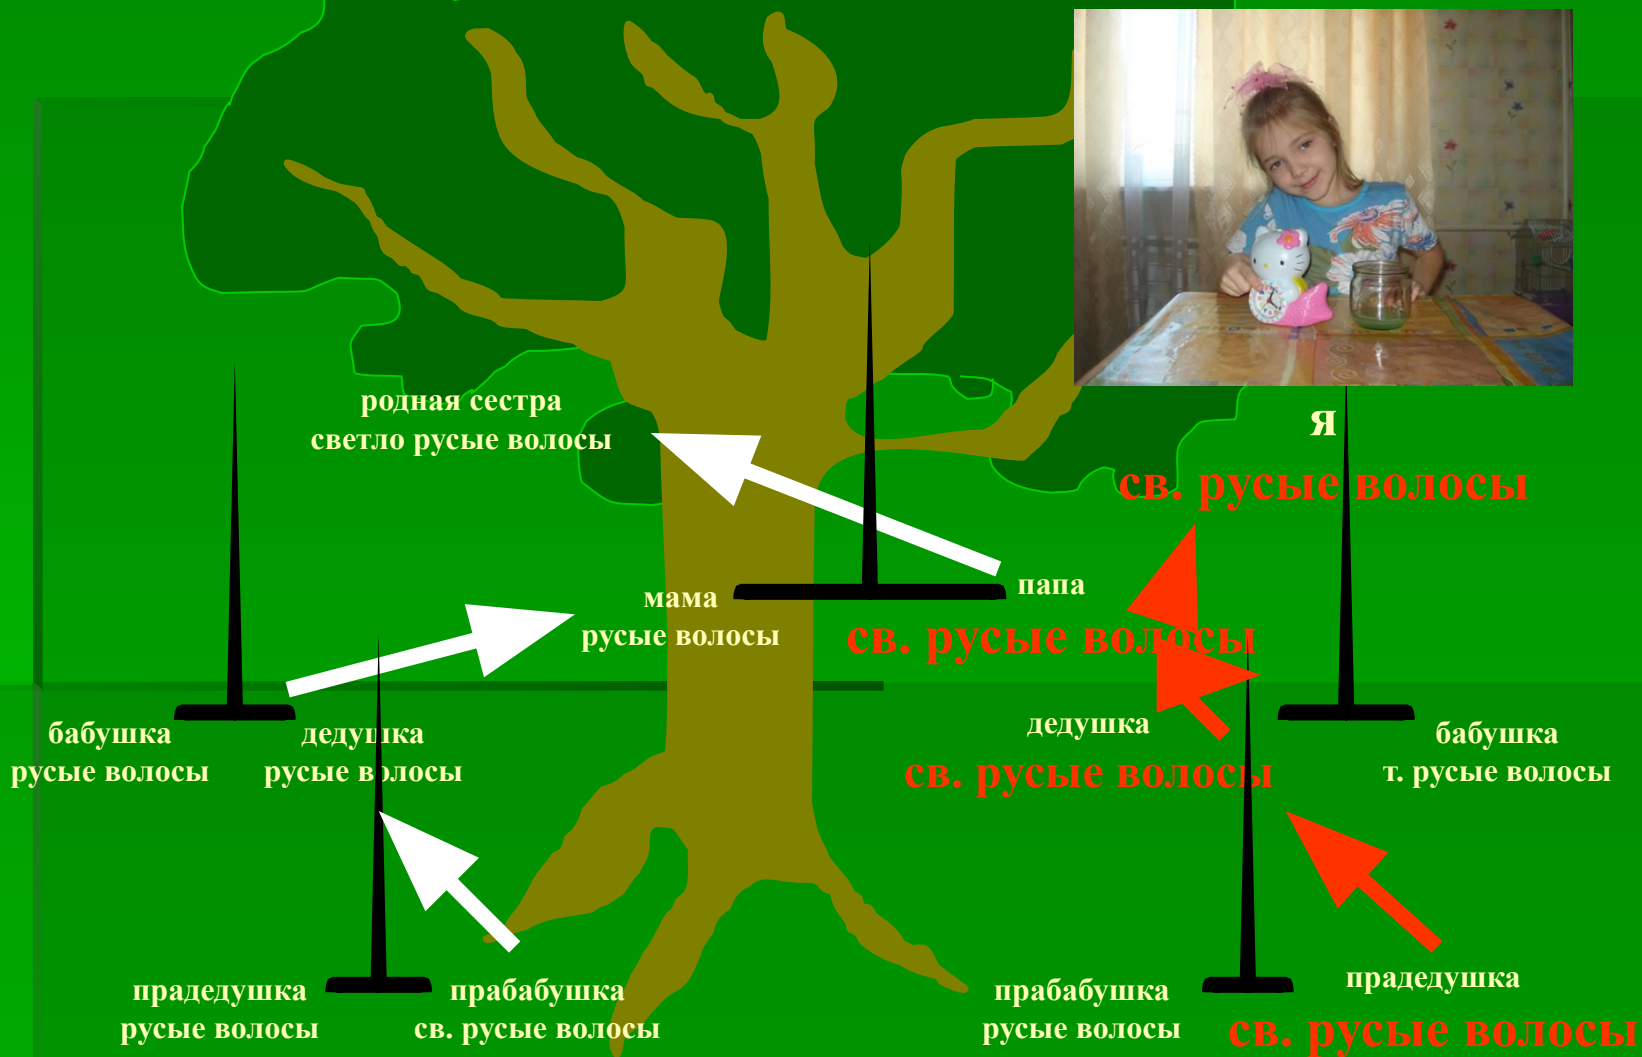 родная сестра
светло русые волосы
я
св. русые волосы
мама
русые волосы
папа
св. русые волосы
бабушка
русые волосы
дедушка
русые волосы
дедушка
св. русые волосы
бабушка
т. русые волосы
прадедушка
русые волосы
прабабушка
св. русые волосы
прабабушка
русые волосы
прадедушка
св. русые волосы